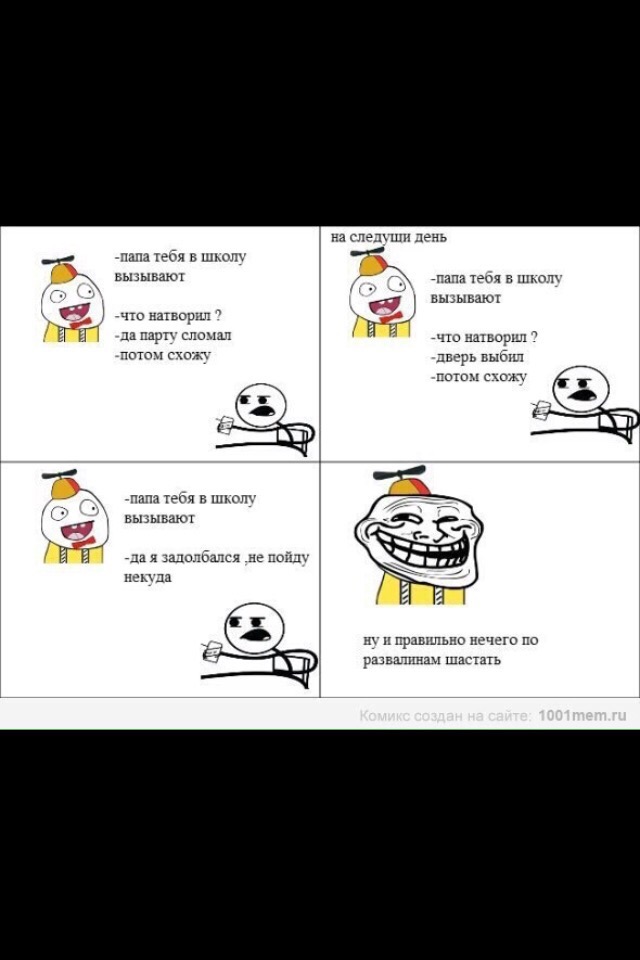 -папа тебя в школу
вызывают
-что натворил ?
-да парту сломал
-потом схожу
на следущи день
-папа тебя в школу
вызывают
-что натворил ?
-дверь выбил
-потом схожу
-папа тебя в школу
вызывают
-да я задолбался ,не пойду
некуда
ну и правильно нечего по
развалинам шастать
Комикс создан на сайте: 1001mem.ru